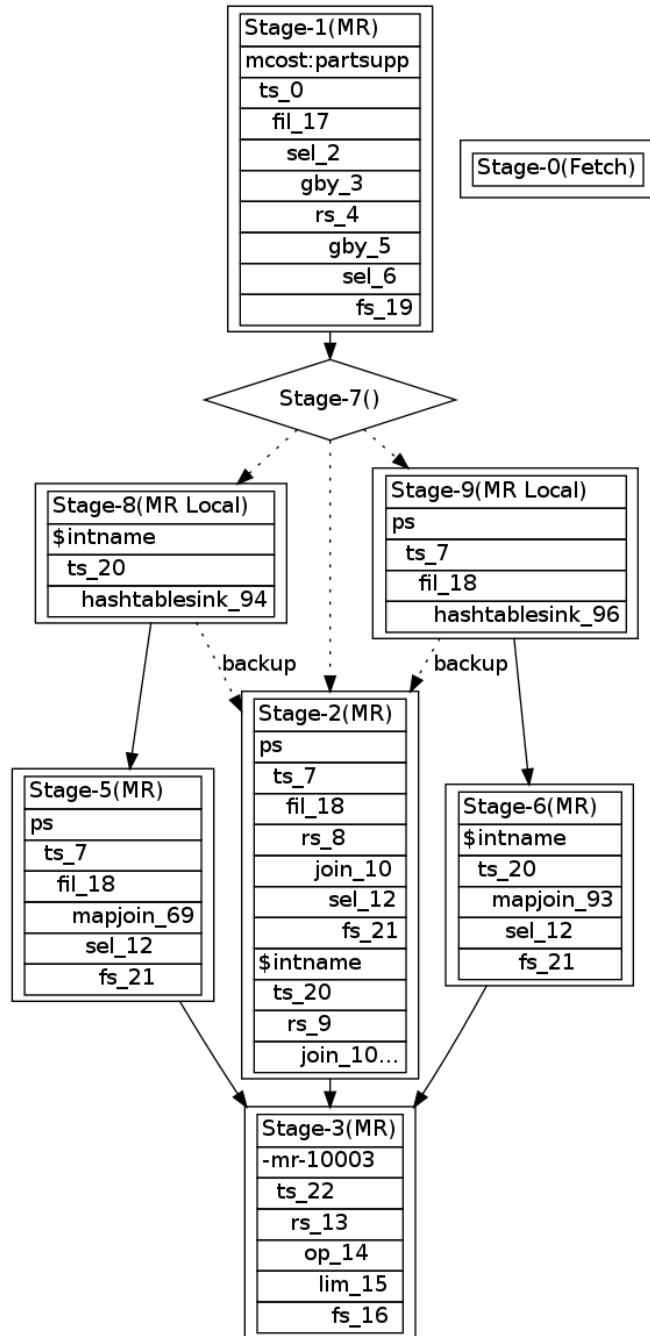 Stage-1(MR)
mcost:partsupp
ts_0
fil_17
sel_2
gby_3
rs_4
gby_5
sel_6
fs_19
Stage-0(Fetch)
Stage-7()
Stage-8(MR Local)
$intname
ts_20
hashtablesink_94
Stage-9(MR Local)
ps
ts_7
fil_18
hashtablesink_96
backup
backup
Stage-5(MR)
ps
ts_7
fil_18
mapjoin_69
sel_12
fs_21
Stage-2(MR)
ps
ts_7
fil_18
rs_8
join_10
sel_12
fs_21
$intname
ts_20
rs_9
join_10...
Stage-6(MR)
$intname
ts_20
mapjoin_93
sel_12
fs_21
Stage-3(MR)
-mr-10003
ts_22
rs_13
op_14
lim_15
fs_16